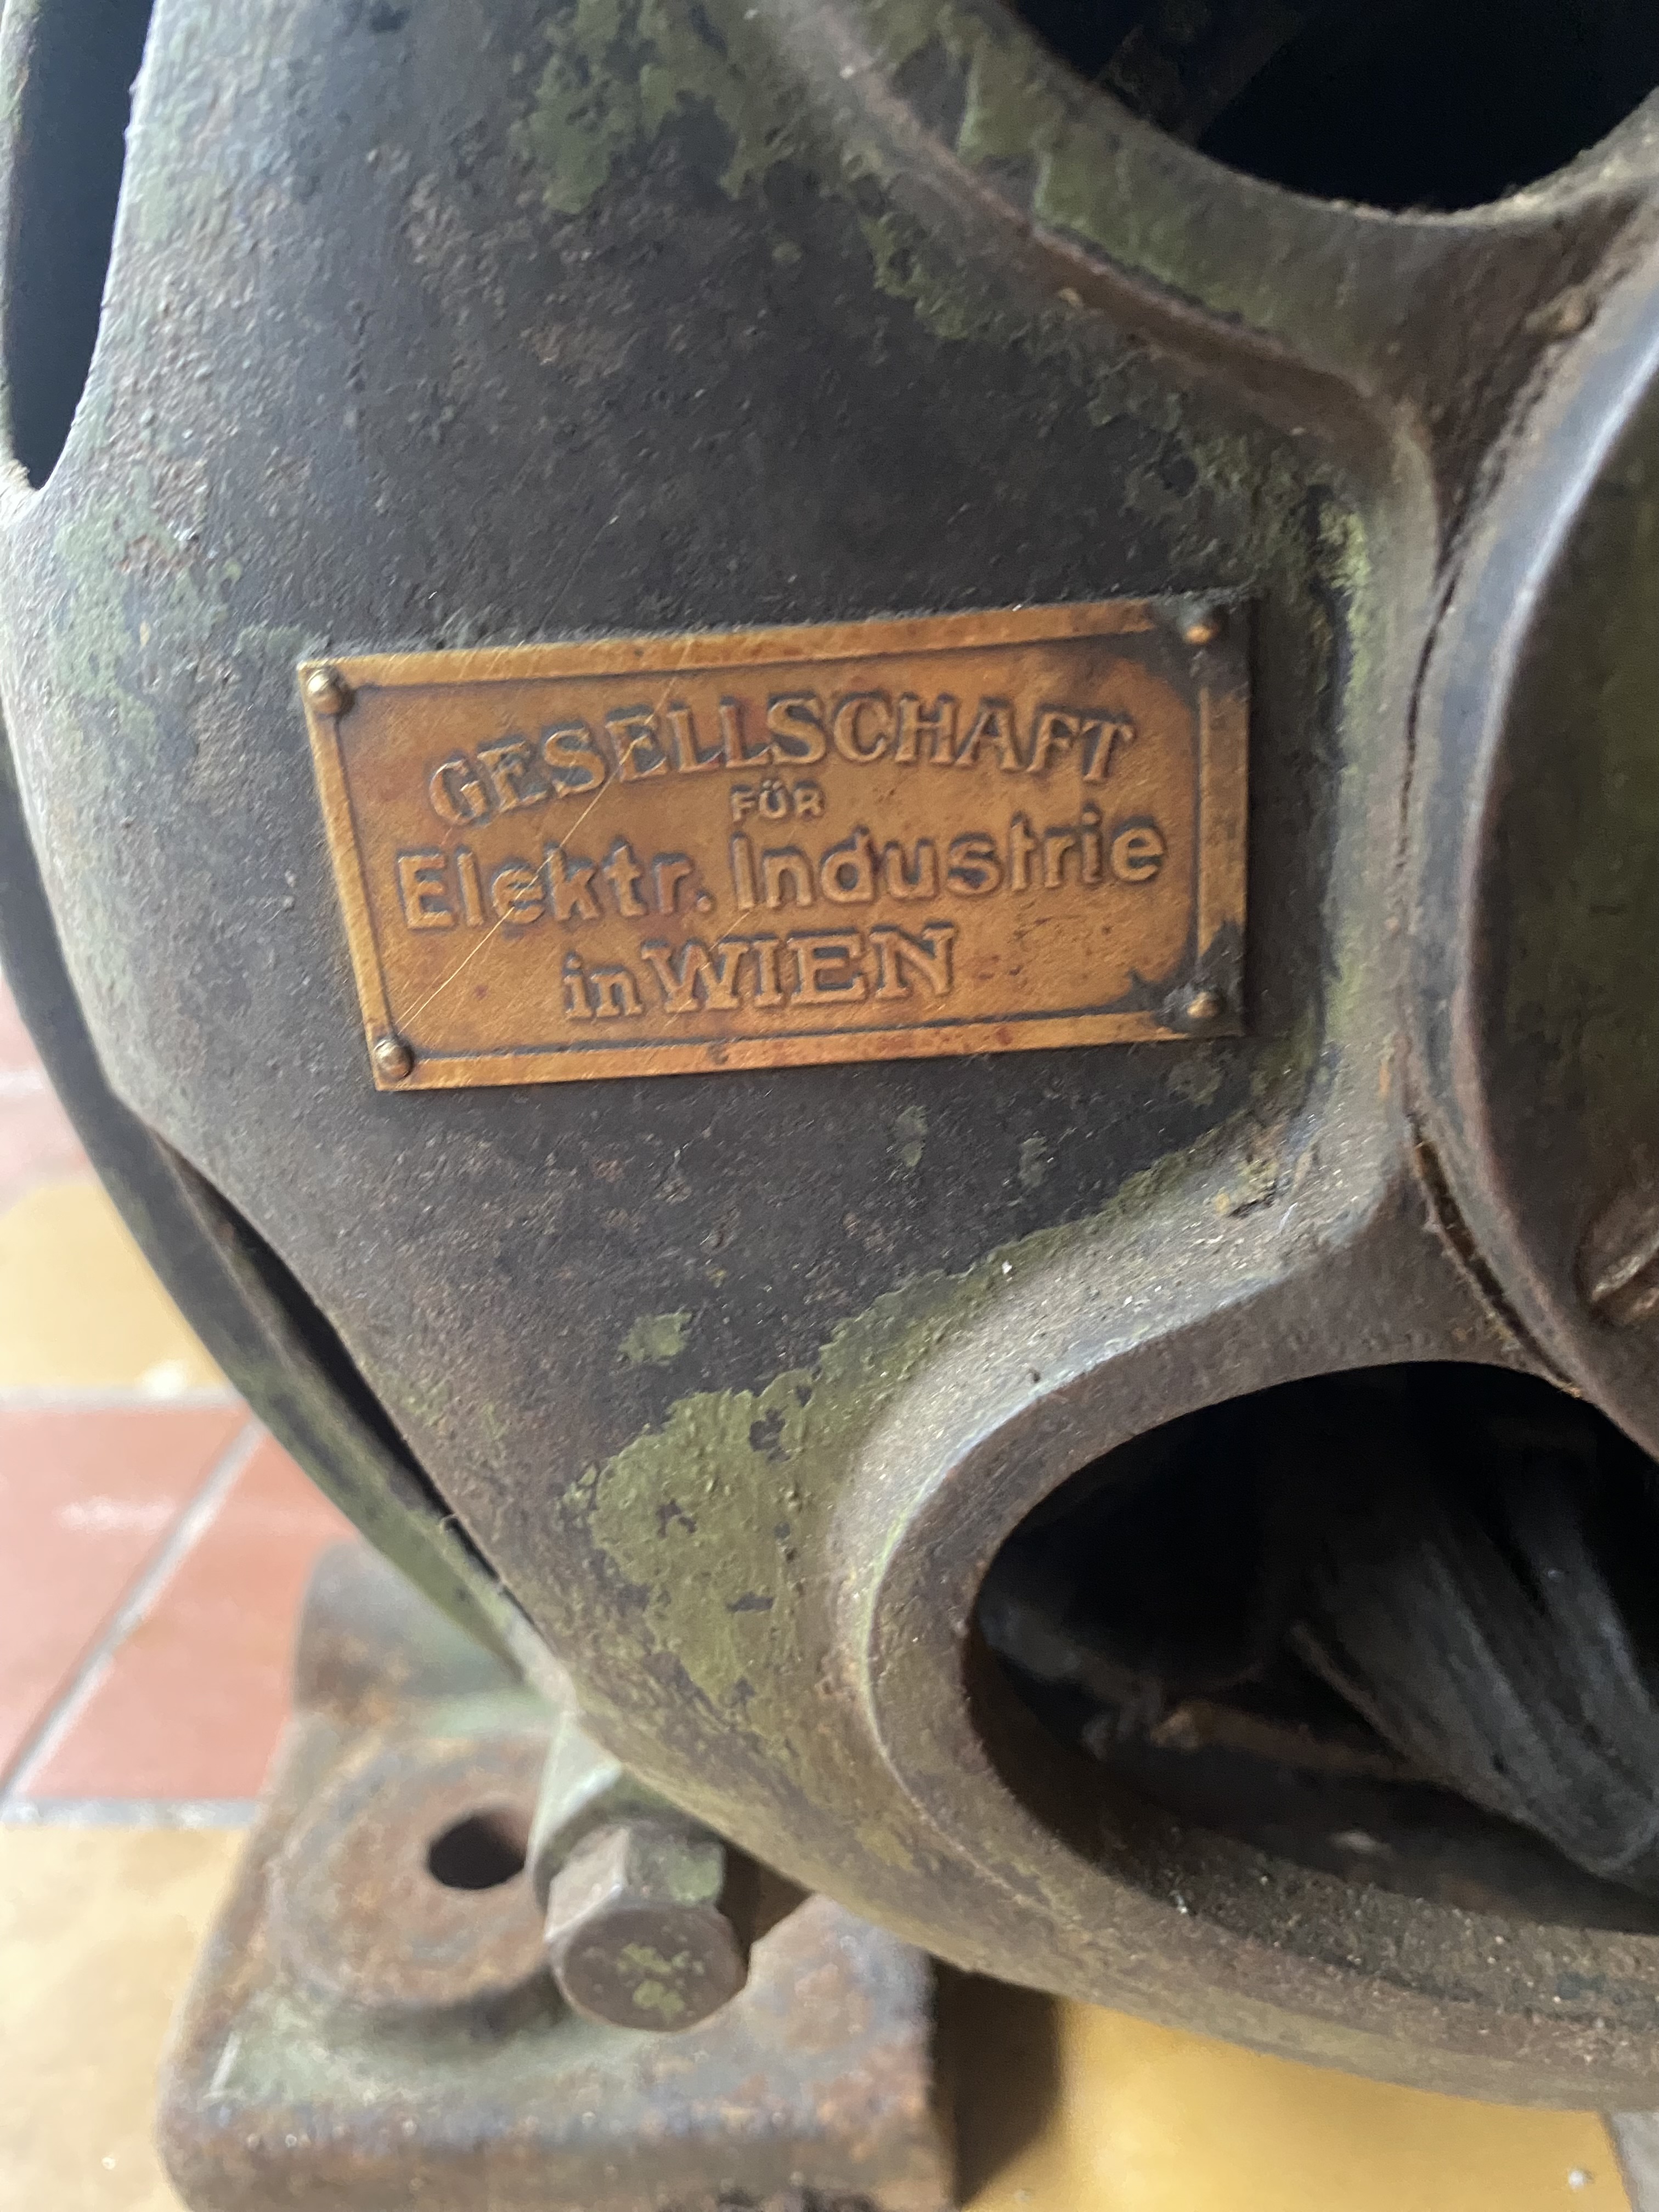 GESELLSCHAFT
FÜR
Elektr. Industrie
in WIEN